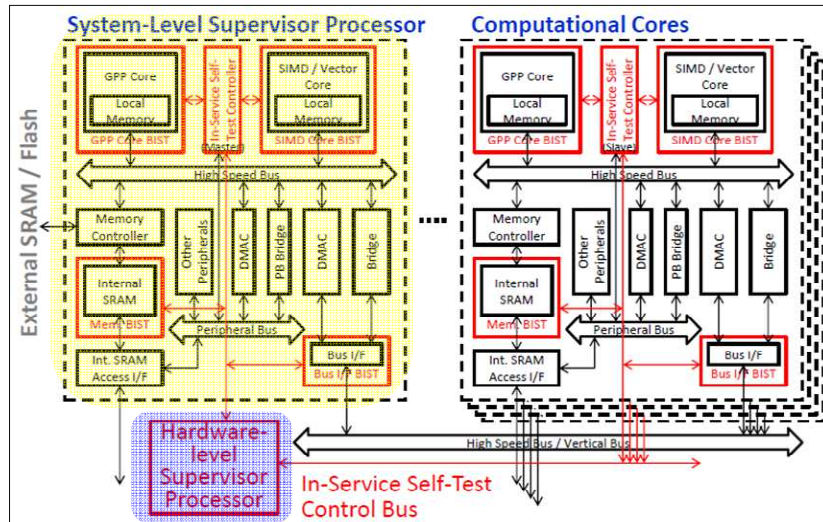 System-Level Supervisor Processor
Computational Cores
GPP Core
Local
Memory
GPP Core BIST
In-Service Self-
Test Controller
(Master)
SIMD / Vector
Core
Local
Memory
SIMD Core BIST
High Speed Bus
External SRAM / Flash
Memory
Controller
Other
Peripherals
DMAC
PB Bridge
DMAC
Bridge
Internal
SRAM
Mem. BIST
Peripheral Bus
Int. SRAM
Access I/F
Bus I/F
Bus I/F BIST
GPP Core
Local
Memory
GPP Core BIST
In-Service Self-
Test Controller
(Slave)
SIMD / Vector
Core
Local
Memory
SIMD Core BIST
High Speed Bus
Memory
Controller
Other
Peripherals
DMAC
PB Bridge
DMAC
Bridge
Internal
SRAM
Mem. BIST
Peripheral Bus
Int. SRAM
Access I/F
Bus I/F
Bus I/F BIST
Hardware-
level
Supervisor
Processor
High Speed Bus / Vertical Bus
In-Service Self-Test
Control Bus